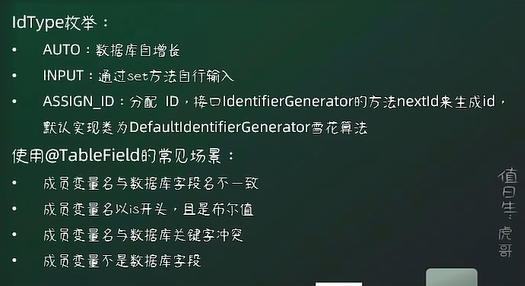 IdType枚举：
• AUTO：数据库自增长
• INPUT：通过set方法自行输入
• ASSIGN_ID：分配 ID，接口IdentifierGenerator的方法nextId来生成id，
默认实现类为DefaultIdentifierGenerator雪花算法
使用@TableField的常见场景：
• 成员变量名与数据库字段名不一致
• 成员变量名以is开头，且是布尔值
• 成员变量名与数据库关键字冲突
• 成员变量不是数据库字段
值日生：虎哥